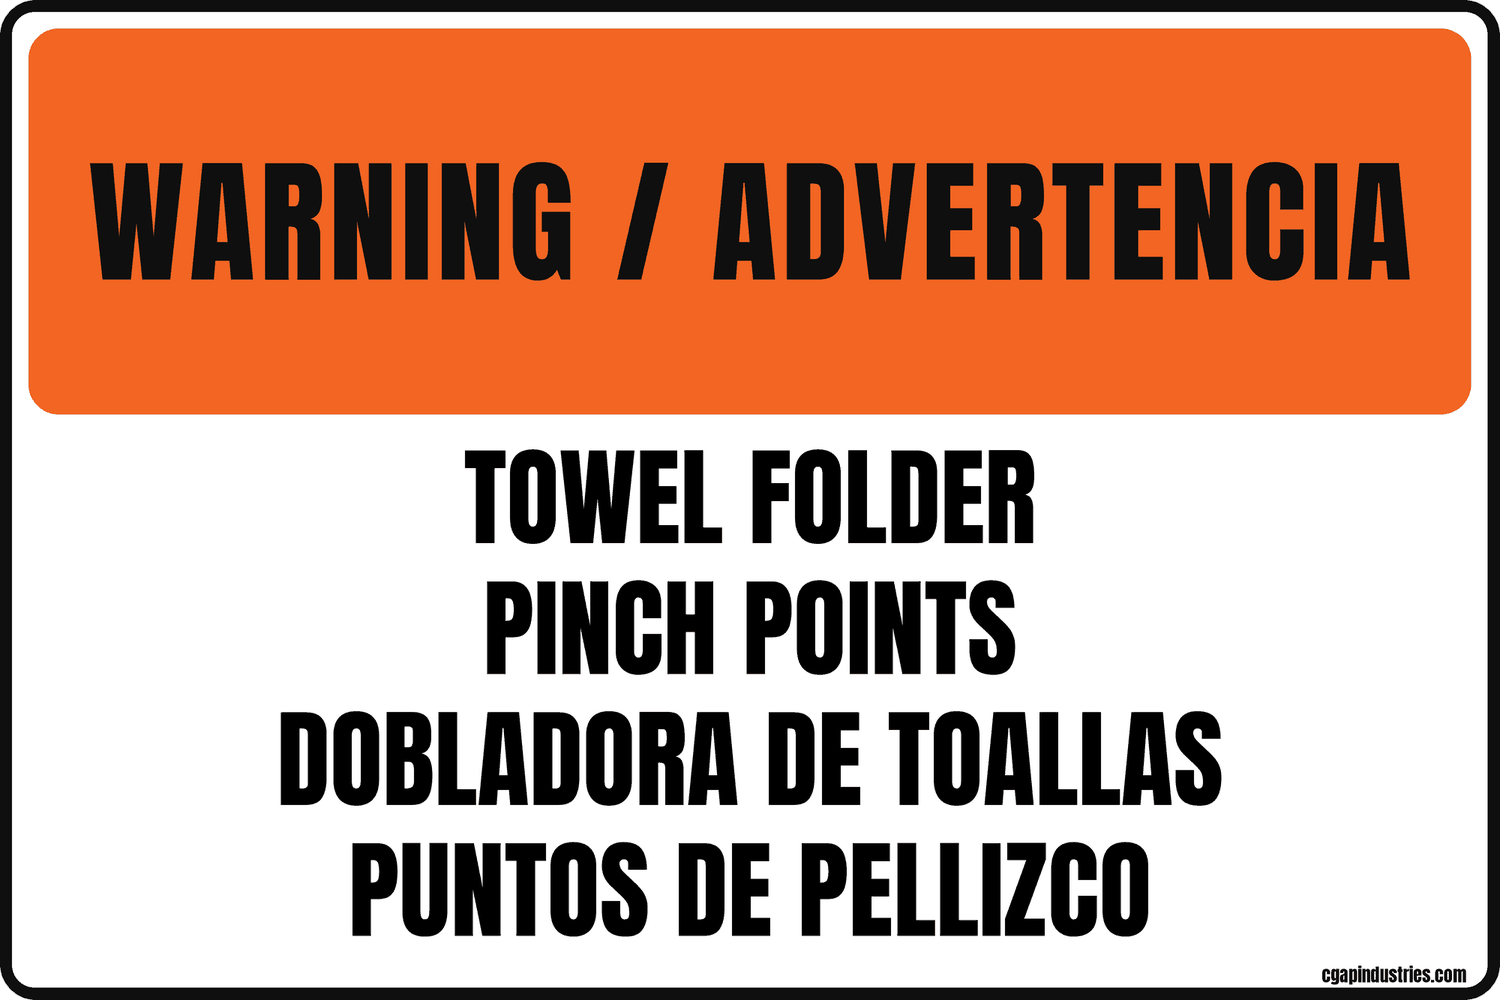 WARNING / ADVERTENCIA
TOWEL FOLDER
PINCH POINTS
DOBLADORA DE TOALLAS
PUNTOS DE PELLIZCO
cgapindustries.com